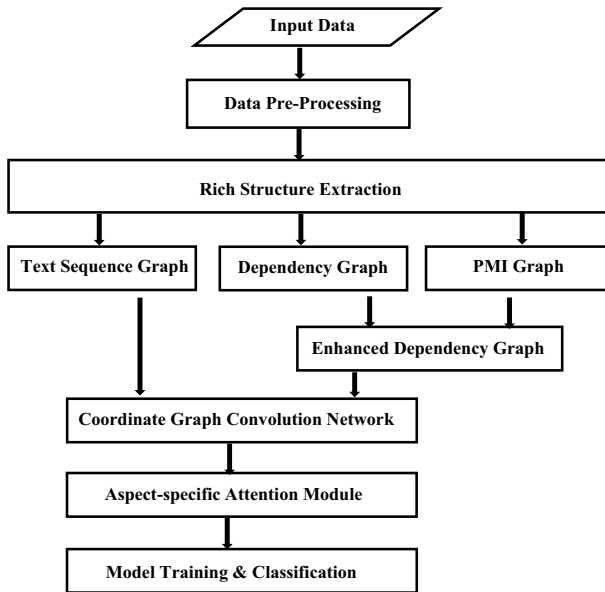 Input Data
Data Pre-Processing
Rich Structure Extraction
Text Sequence Graph
Dependency Graph
PMI Graph
Enhanced Dependency Graph
Coordinate Graph Convolution Network
Aspect-specific Attention Module
Model Training & Classification